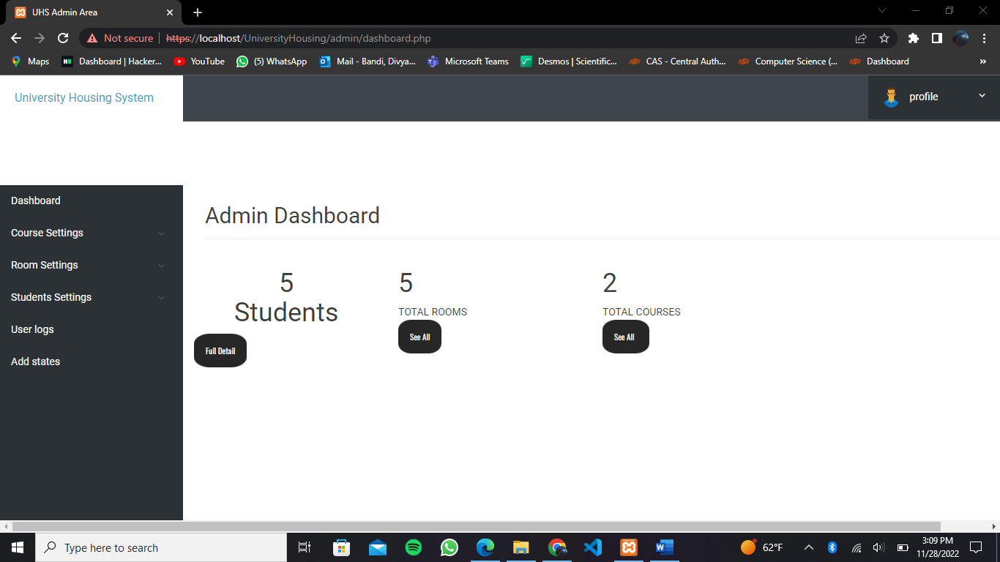 UHS Admin Area
Not secure https://localhost/UniversityHousing/admin/dashboard.php
Maps Dashboard | Hacker... YouTube (5) WhatsApp Mail - Bandi, Divya... Microsoft Teams Desmos | Scientific... CAS - Central Auth... Computer Science (... Dashboard »
University Housing System profile
Dashboard
Admin Dashboard
Course Settings
Room Settings
Students Settings
User logs
Add states
5
Students
Full Detail
5
TOTAL ROOMS
See All
2
TOTAL COURSES
See All
Type here to search 62°F 3:09 PM
11/28/2022